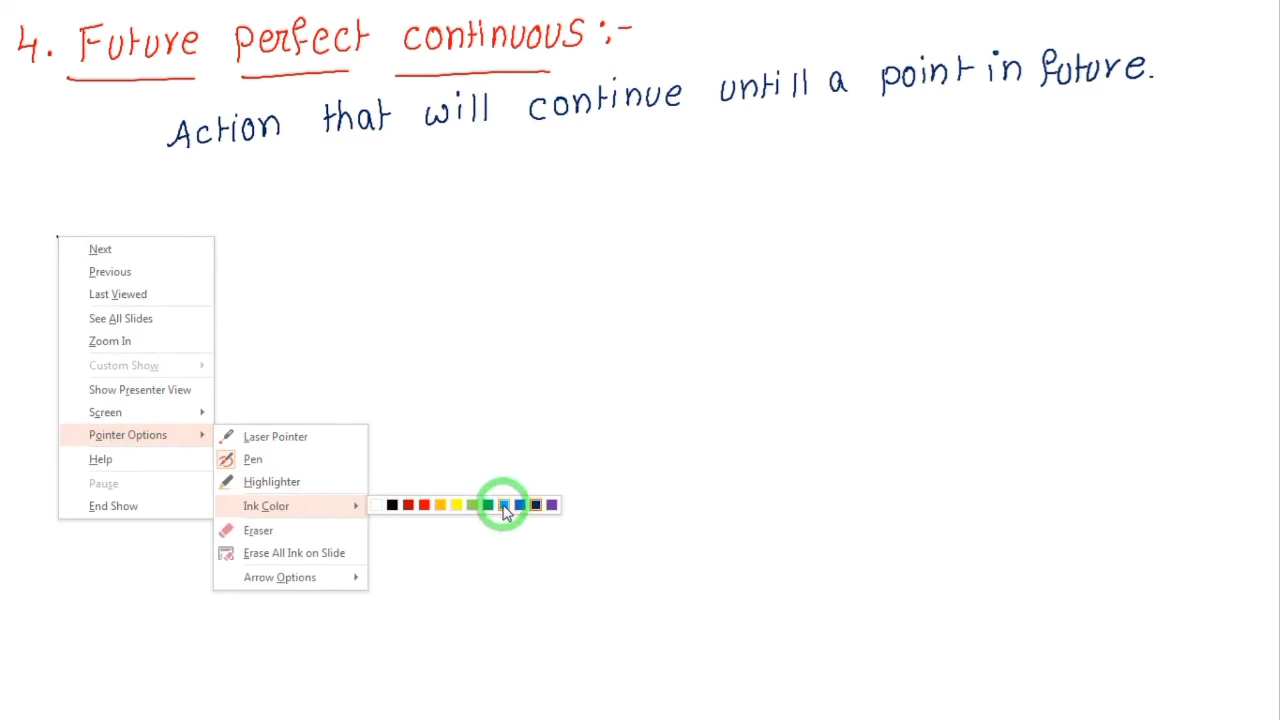 4. Future perfect continuous :-
Action that will continue untill a point in future.
Next
Previous
Last Viewed
See All Slides
Zoom In
Custom Show
Show Presenter View
Screen
Pointer Options
Help
Pause
End Show
Laser Pointer
Pen
Highlighter
Ink Color
Eraser
Erase All Ink on Slide
Arrow Options